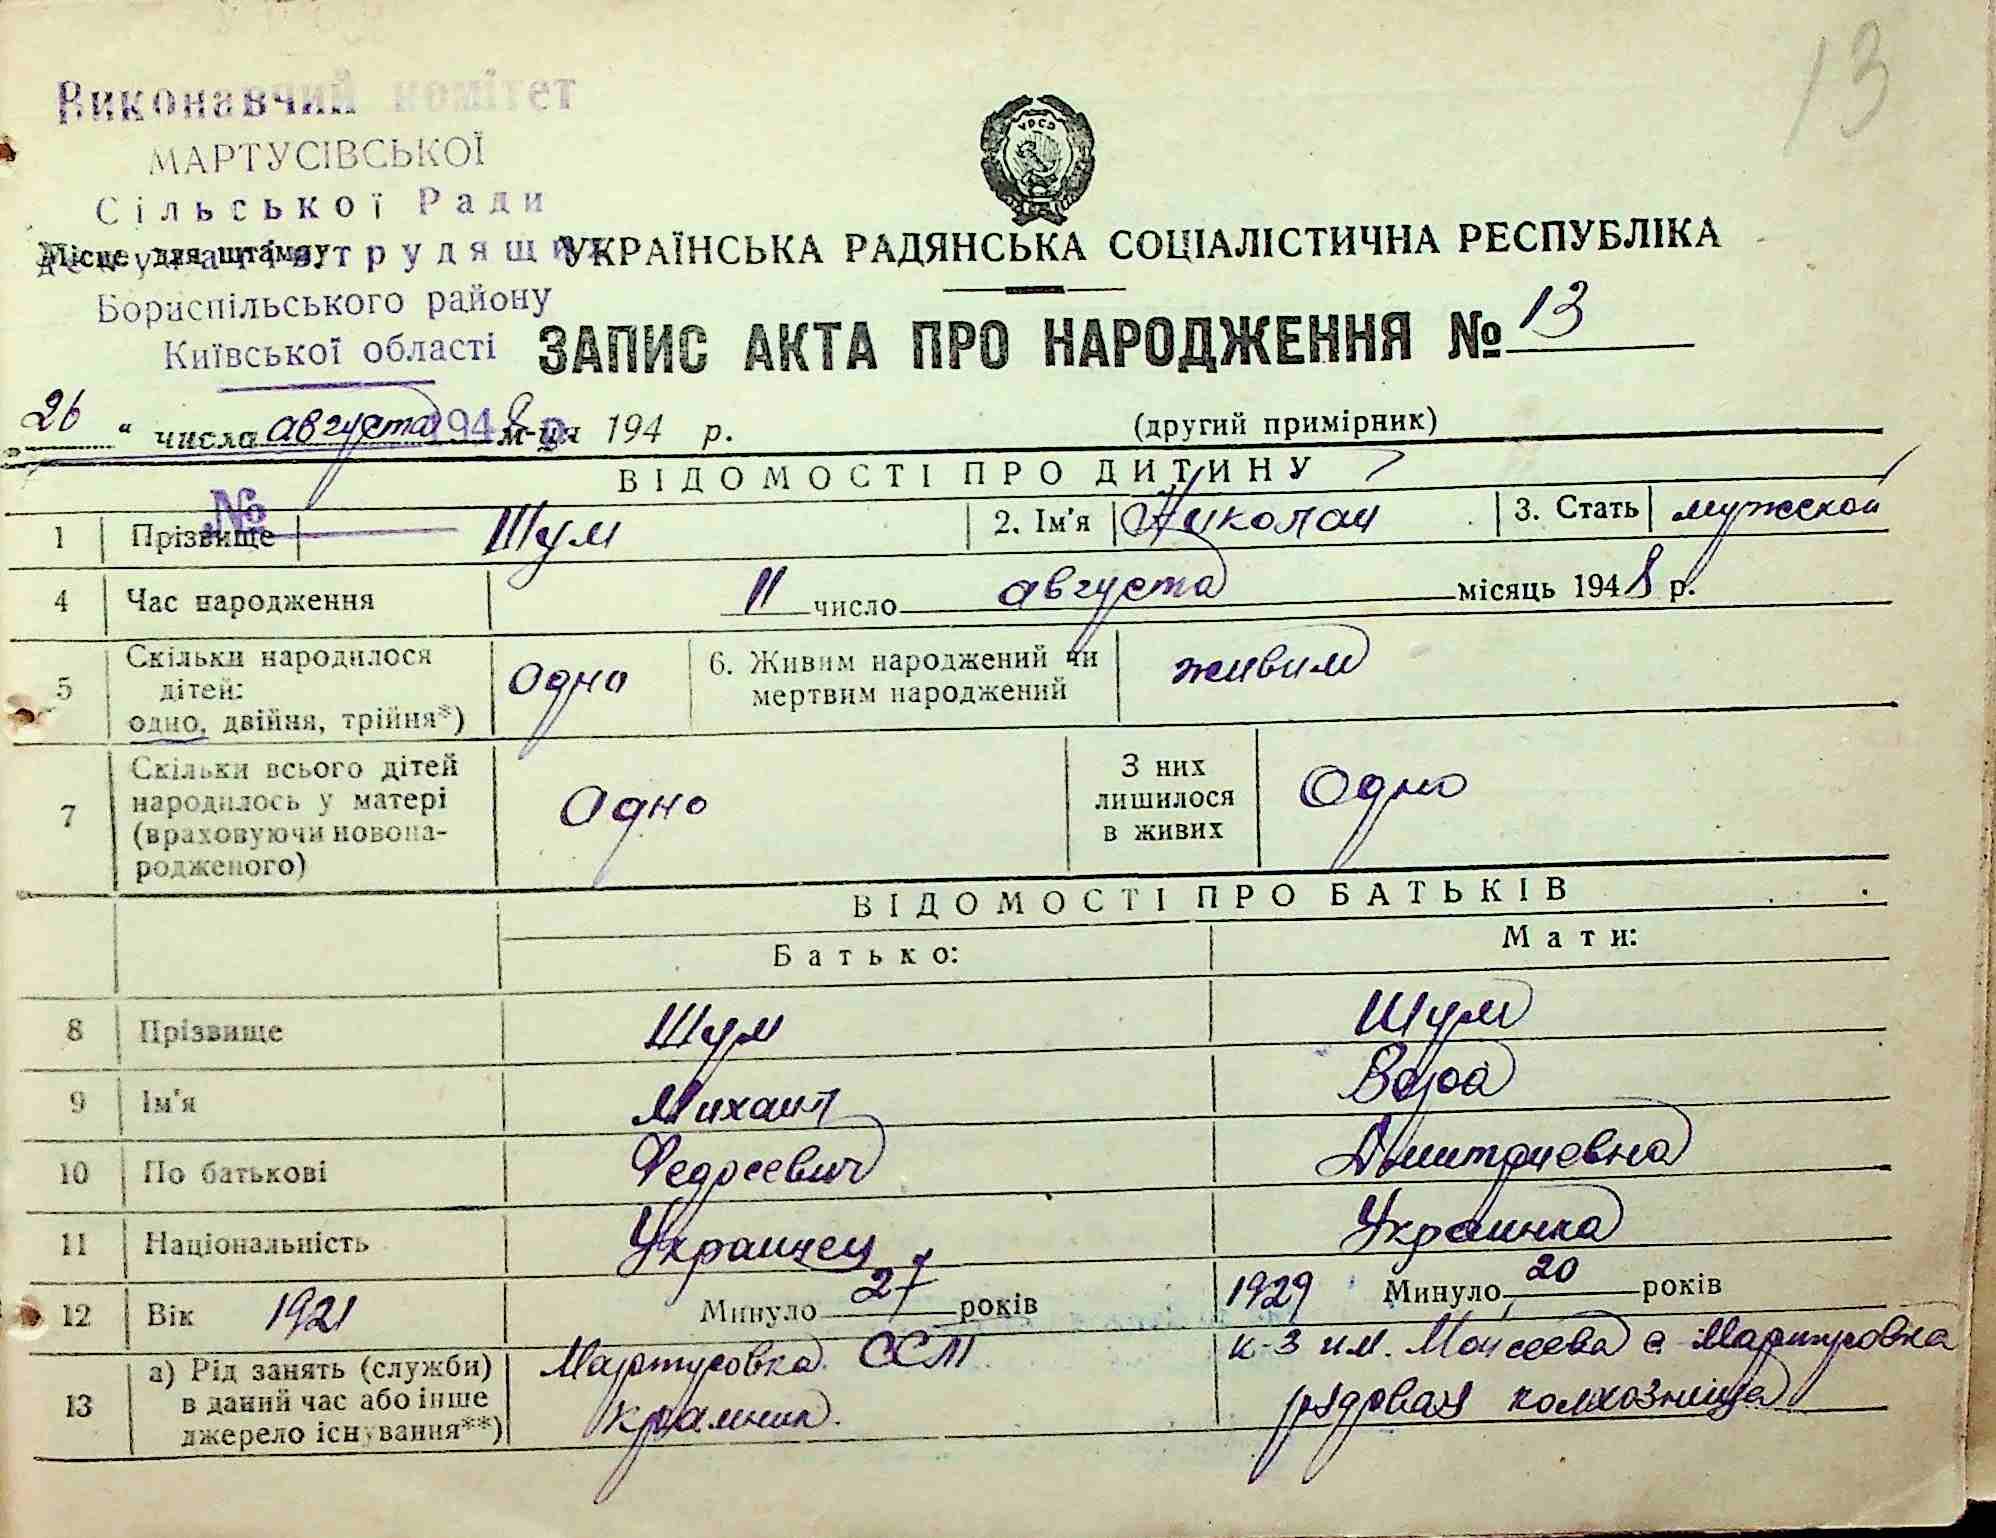 13
Виконавчий комітет
МАРТУСІВСЬКОЇ
Сільської Ради
Місце для штампу трудящих
Бориспільського району
Київської області
УКРАЇНСЬКА РАДЯНСЬКА СОЦІАЛІСТИЧНА РЕСПУБЛІКА
ЗАПИС АКТА ПРО НАРОДЖЕННЯ № 13
„ 26 “ числа августа 1948 р. м-ця 194 р.
(другий примірник)
ВІДОМОСТІ ПРО ДИТИНУ
№
1 Прізвище Шум 2. Ім'я Николай 3. Стать мужской
4 Час народження 11 число августа місяць 1948 р.
5 Скільки народилося дітей: одно, двійня, трійня*) Одно 6. Живим народжений чи мертвим народжений живим
7 Скільки всього дітей народилось у матері (враховуючи новонародженого) Одно З них лишилося в живих Одно
ВІДОМОСТІ ПРО БАТЬКІВ
Батько: Мати:
8 Прізвище Шум Шум
9 Ім'я Михаил Вера
10 По батькові Федосеевич Дмитриевна
11 Національність Украинец Украинка
12 Вік 1921 Минуло 27 років 1929 Минуло 20 років
13 а) Рід занять (служби) Мартусовка ССМ к-з им. Моисеева с Мартусовка
в даний час або інше джерело існування**) крамник. рядовая колхозница